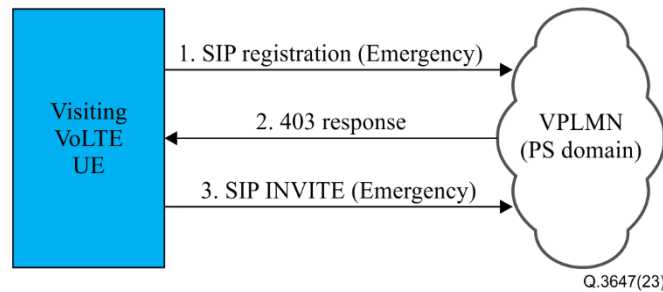 1. SIP registration (Emergency)
Visiting
VoLTE
UE
2. 403 response
VPLMN
(PS domain)
3. SIP INVITE (Emergency)
Q.3647(23)